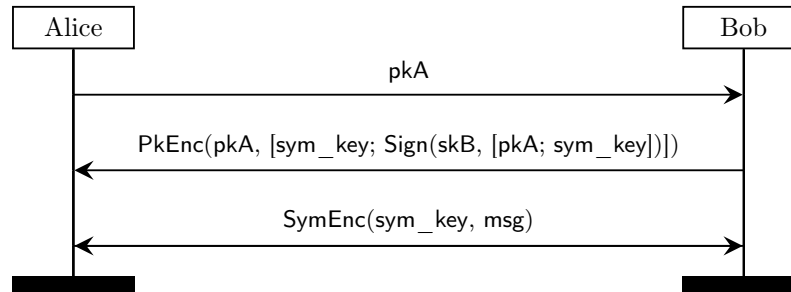 Alice Bob
pkA
PkEnc(pkA, [sym_key; Sign(skB, [pkA; sym_key])])
SymEnc(sym_key, msg)